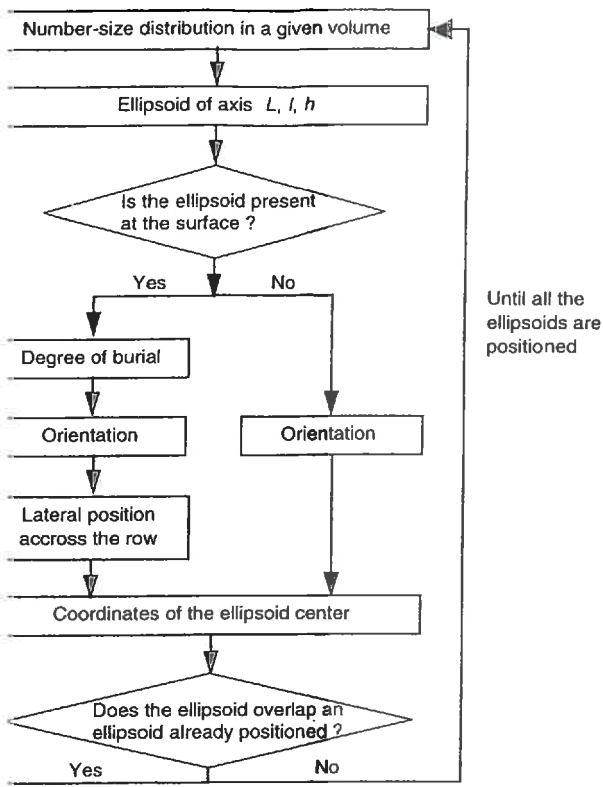 Number-size distribution in a given volume
Ellipsoid of axis L, l, h
Is the ellipsoid present
at the surface ?
Yes
No
Until all the
ellipsoids are
positioned
Degree of burial
Orientation
Orientation
Lateral position
accross the row
Coordinates of the ellipsoid center
Does the ellipsoid overlap an
ellipsoid already positioned ?
Yes
No